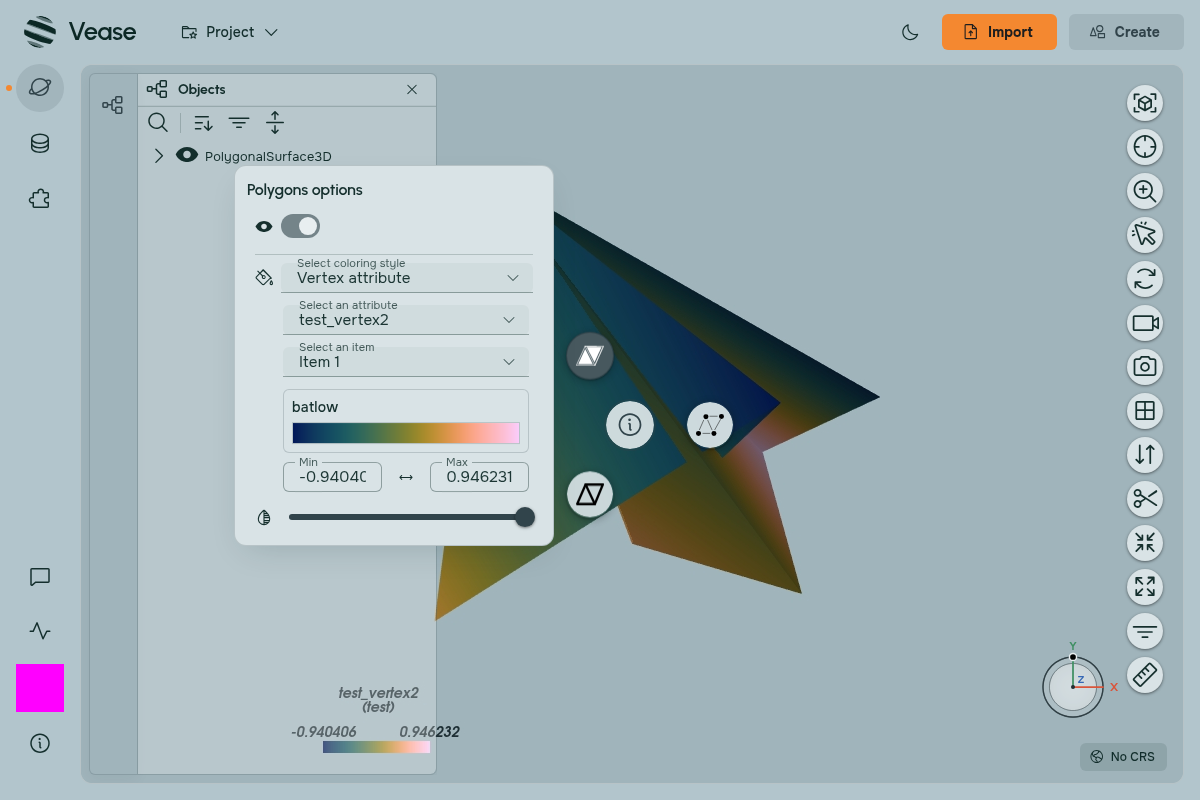 Vease
Project
Import
Create
Objects
PolygonalSurface3D
Polygons options
Select coloring style
Vertex attribute
Select an attribute
test_vertex2
Select an item
Item 1
batlow
Min
Max
-0.94040
0.946231
test_vertex2
(test)
-0.940406
0.946232
Y
Z
X
No CRS